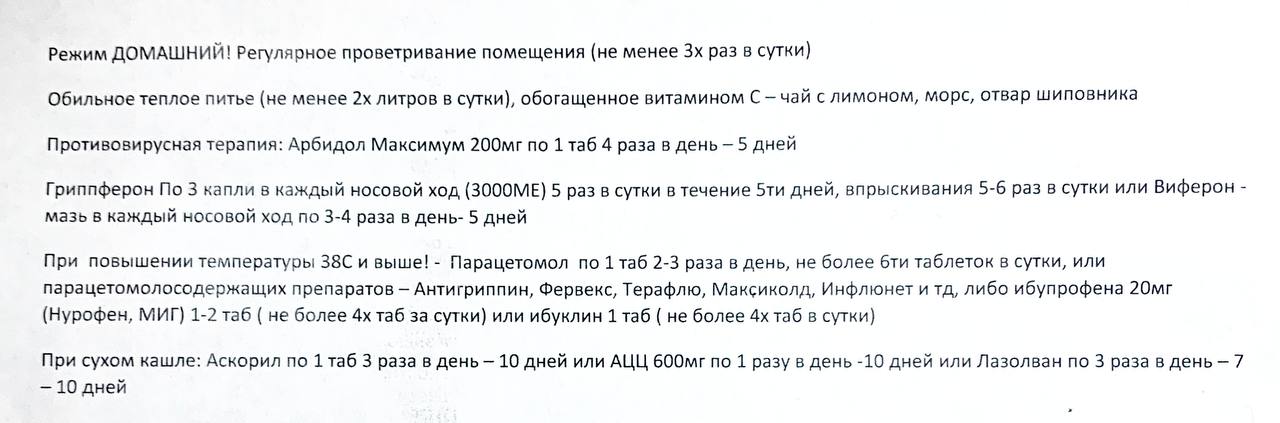 Режим ДОМАШНИЙ! Регулярное проветривание помещения (не менее 3х раз в сутки)
Обильное теплое питье (не менее 2х литров в сутки), обогащенное витамином С – чай с лимоном, морс, отвар шиповника
Противовирусная терапия: Арбидол Максимум 200мг по 1 таб 4 раза в день – 5 дней
Гриппферон По 3 капли в каждый носовой ход (3000МЕ) 5 раз в сутки в течение 5ти дней, впрыскивания 5-6 раз в сутки или Виферон -
мазь в каждый носовой ход по 3-4 раза в день- 5 дней
При повышении температуры 38С и выше! - Парацетомол по 1 таб 2-3 раза в день, не более 6ти таблеток в сутки, или
парацетомолосодержащих препаратов – Антигриппин, Фервекс, Терафлю, Максиколд, Инфлюнет и тд, либо ибупрофена 20мг
(Нурофен, МИГ) 1-2 таб ( не более 4х таб за сутки) или ибуклин 1 таб ( не более 4х таб в сутки)
При сухом кашле: Аскорил по 1 таб 3 раза в день – 10 дней или АЦЦ 600мг по 1 разу в день -10 дней или Лазолван по 3 раза в день – 7
– 10 дней